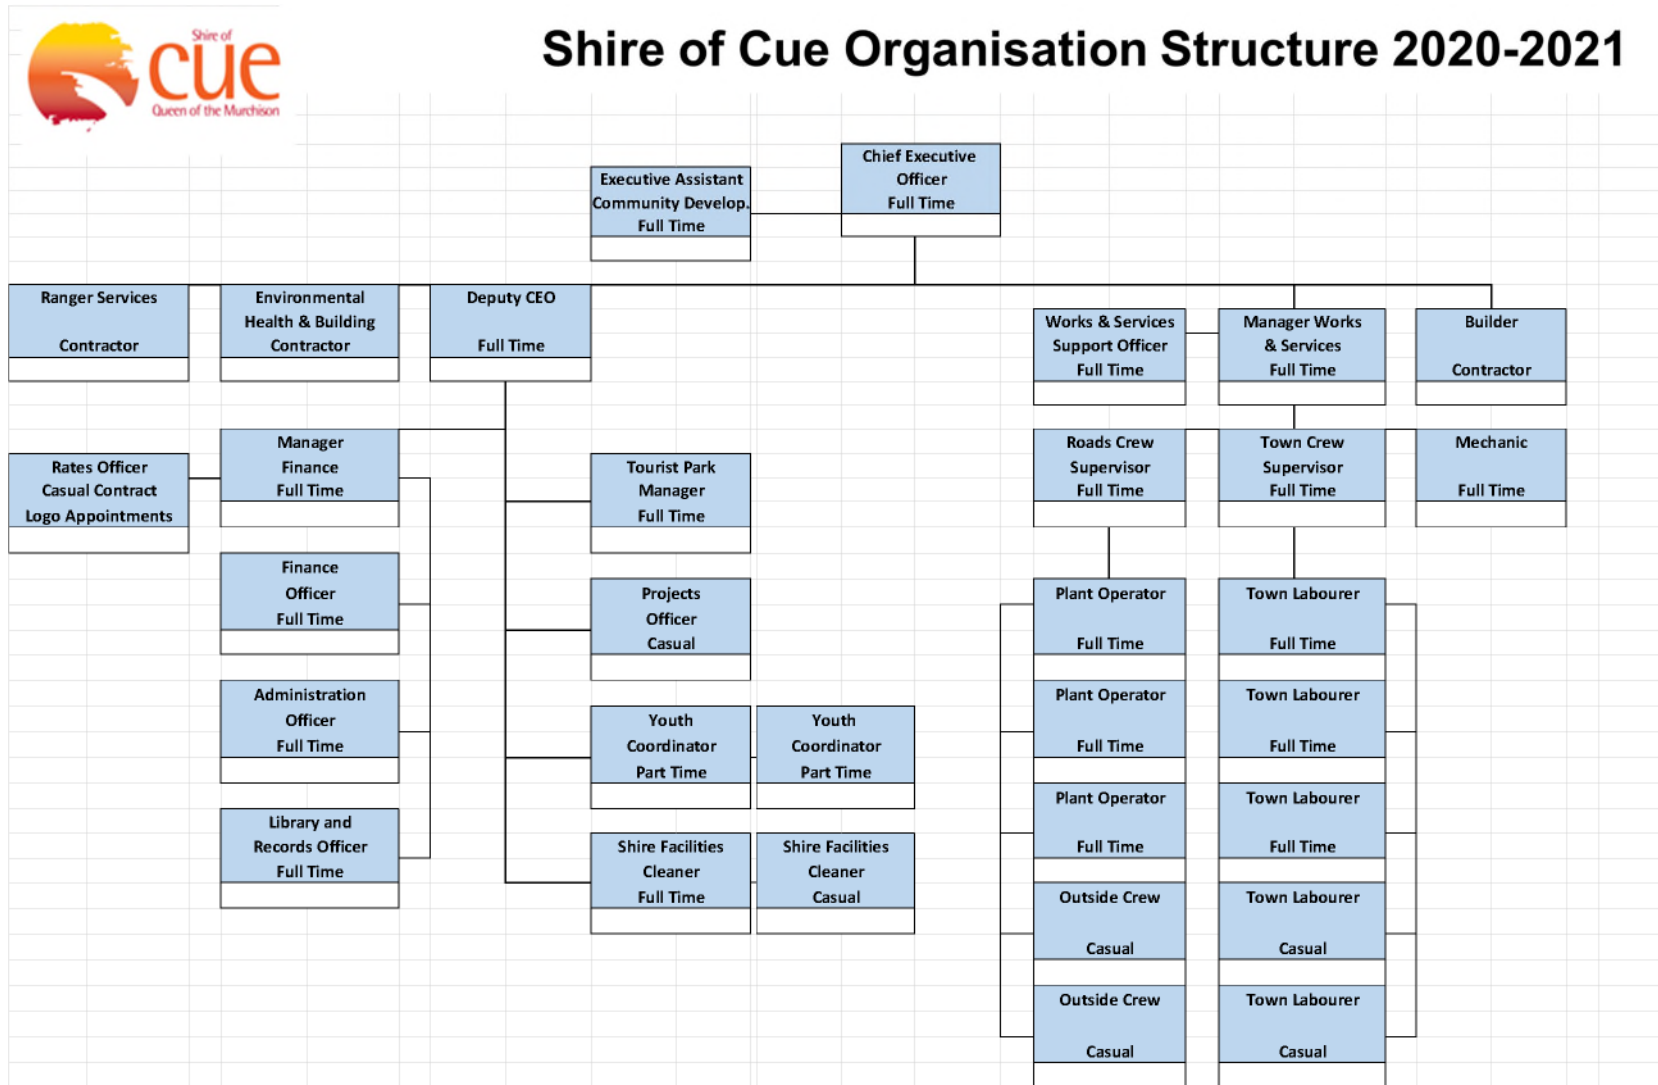 Shire of
cue
Queen of the Murchison
Shire of Cue Organisation Structure 2020-2021
Chief Executive
Officer
Full Time
Executive Assistant
Community Develop.
Full Time
Ranger Services
Contractor
Environmental
Health & Building
Contractor
Deputy CEO
Full Time
Works & Services
Support Officer
Full Time
Manager Works
& Services
Full Time
Builder
Contractor
Rates Officer
Casual Contract
Logo Appointments
Manager
Finance
Full Time
Finance
Officer
Full Time
Administration
Officer
Full Time
Library and
Records Officer
Full Time
Tourist Park
Manager
Full Time
Projects
Officer
Casual
Youth
Coordinator
Part Time
Youth
Coordinator
Part Time
Shire Facilities
Cleaner
Full Time
Shire Facilities
Cleaner
Casual
Roads Crew
Supervisor
Full Time
Town Crew
Supervisor
Full Time
Mechanic
Full Time
Plant Operator
Full Time
Plant Operator
Full Time
Plant Operator
Full Time
Outside Crew
Casual
Outside Crew
Casual
Town Labourer
Full Time
Town Labourer
Full Time
Town Labourer
Full Time
Town Labourer
Casual
Town Labourer
Casual